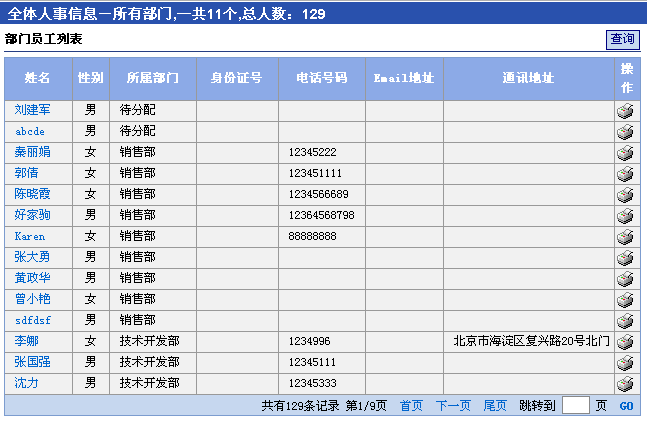 全体人事信息－所有部门,一共11个,总人数：129
部门员工列表 查询
姓名 性别 所属部门 身份证号 电话号码 Email地址 通讯地址 操作
刘建军 男 待分配
abcde 男 待分配
秦丽娟 女 销售部 12345222
郭倩 女 销售部 123451111
陈晓霞 女 销售部 1234566689
好家驹 男 销售部 12364568798
Karen 女 销售部 88888888
张大勇 男 销售部
黄政华 男 销售部
曾小艳 女 销售部
sdfdsf 男 销售部
李娜 女 技术开发部 1234996 北京市海淀区复兴路20号北门
张国强 男 技术开发部 12345111
沈力 男 技术开发部 12345333
共有129条记录 第1/9页 首页 下一页 尾页 跳转到 页 GO